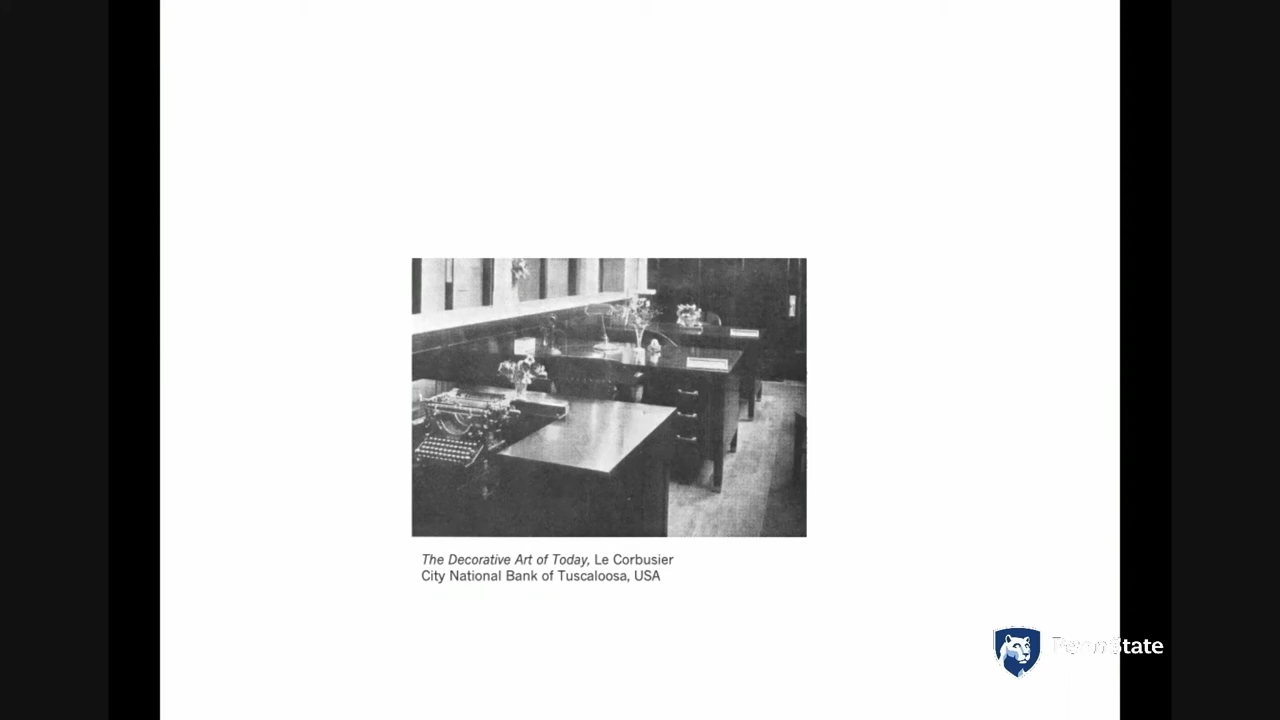 The Decorative Art of Today, Le Corbusier
City National Bank of Tuscaloosa, USA
PennState